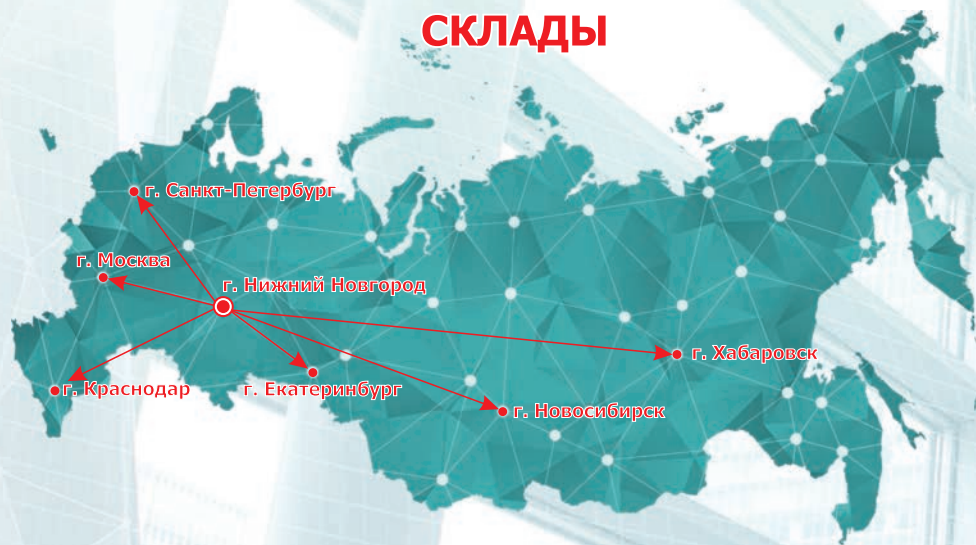 СКЛАДЫ
г. Санкт-Петербург
г. Москва
г. Нижний Новгород
г. Хабаровск
г. Краснодар
г. Екатеринбург
г. Новосибирск